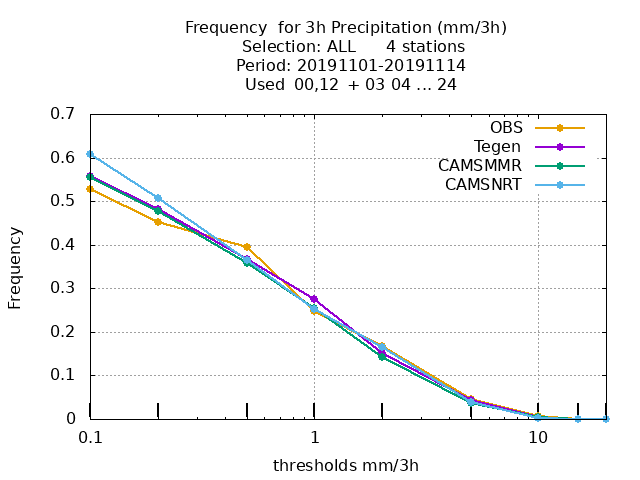 Frequency  for 3h Precipitation (mm/3h)
Selection: ALL      4 stations
Period: 20191101-20191114
Used  00,12  + 03 04 ... 24
0.7
0.6
0.5
0.4
0.3
0.2
0.1
0
Frequency
OBS
Tegen
CAMSMMR
CAMSNRT
0.1 1 10
thresholds mm/3h